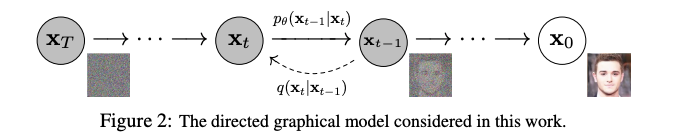 p_θ(x_{t−1}|x_t)
x_T ⟶ ··· ⟶ x_t ⟶ x_{t−1} ⟶ ··· ⟶ x_0
q(x_t|x_{t−1})
Figure 2: The directed graphical model considered in this work.